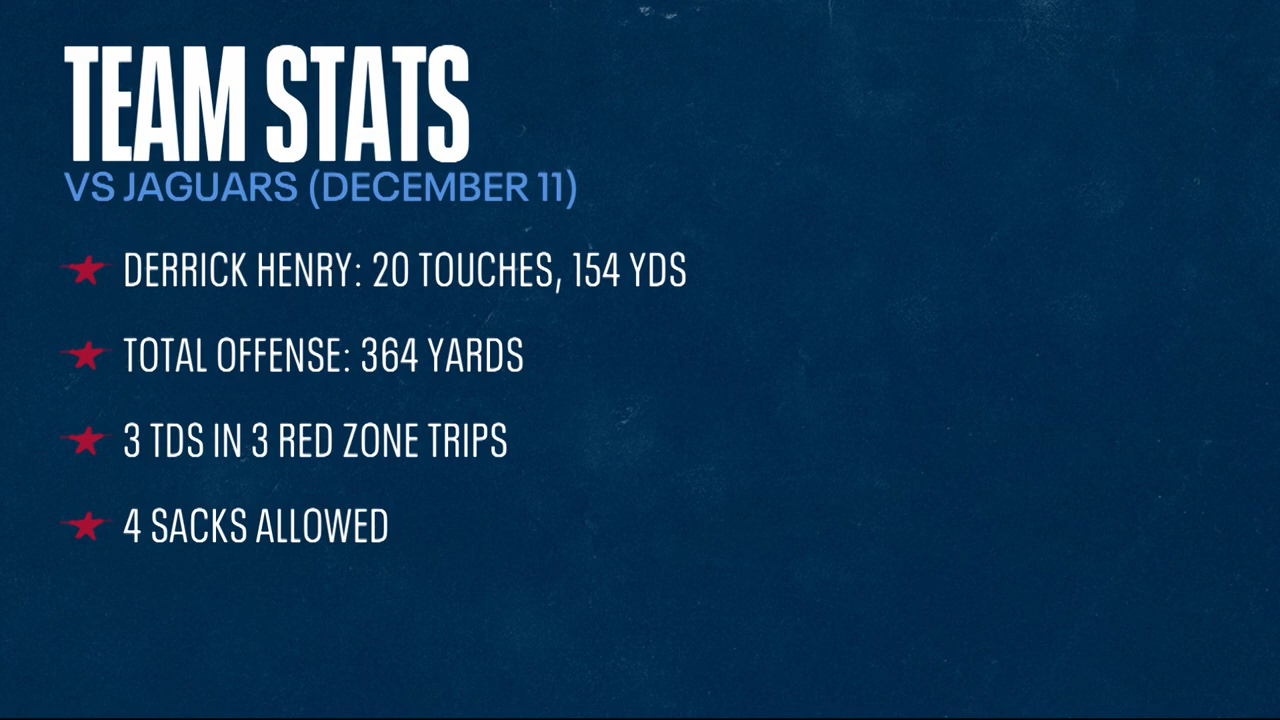 TEAM STATS
VS JAGUARS (DECEMBER 11)
DERRICK HENRY: 20 TOUCHES, 154 YDS
TOTAL OFFENSE: 364 YARDS
3 TDS IN 3 RED ZONE TRIPS
4 SACKS ALLOWED